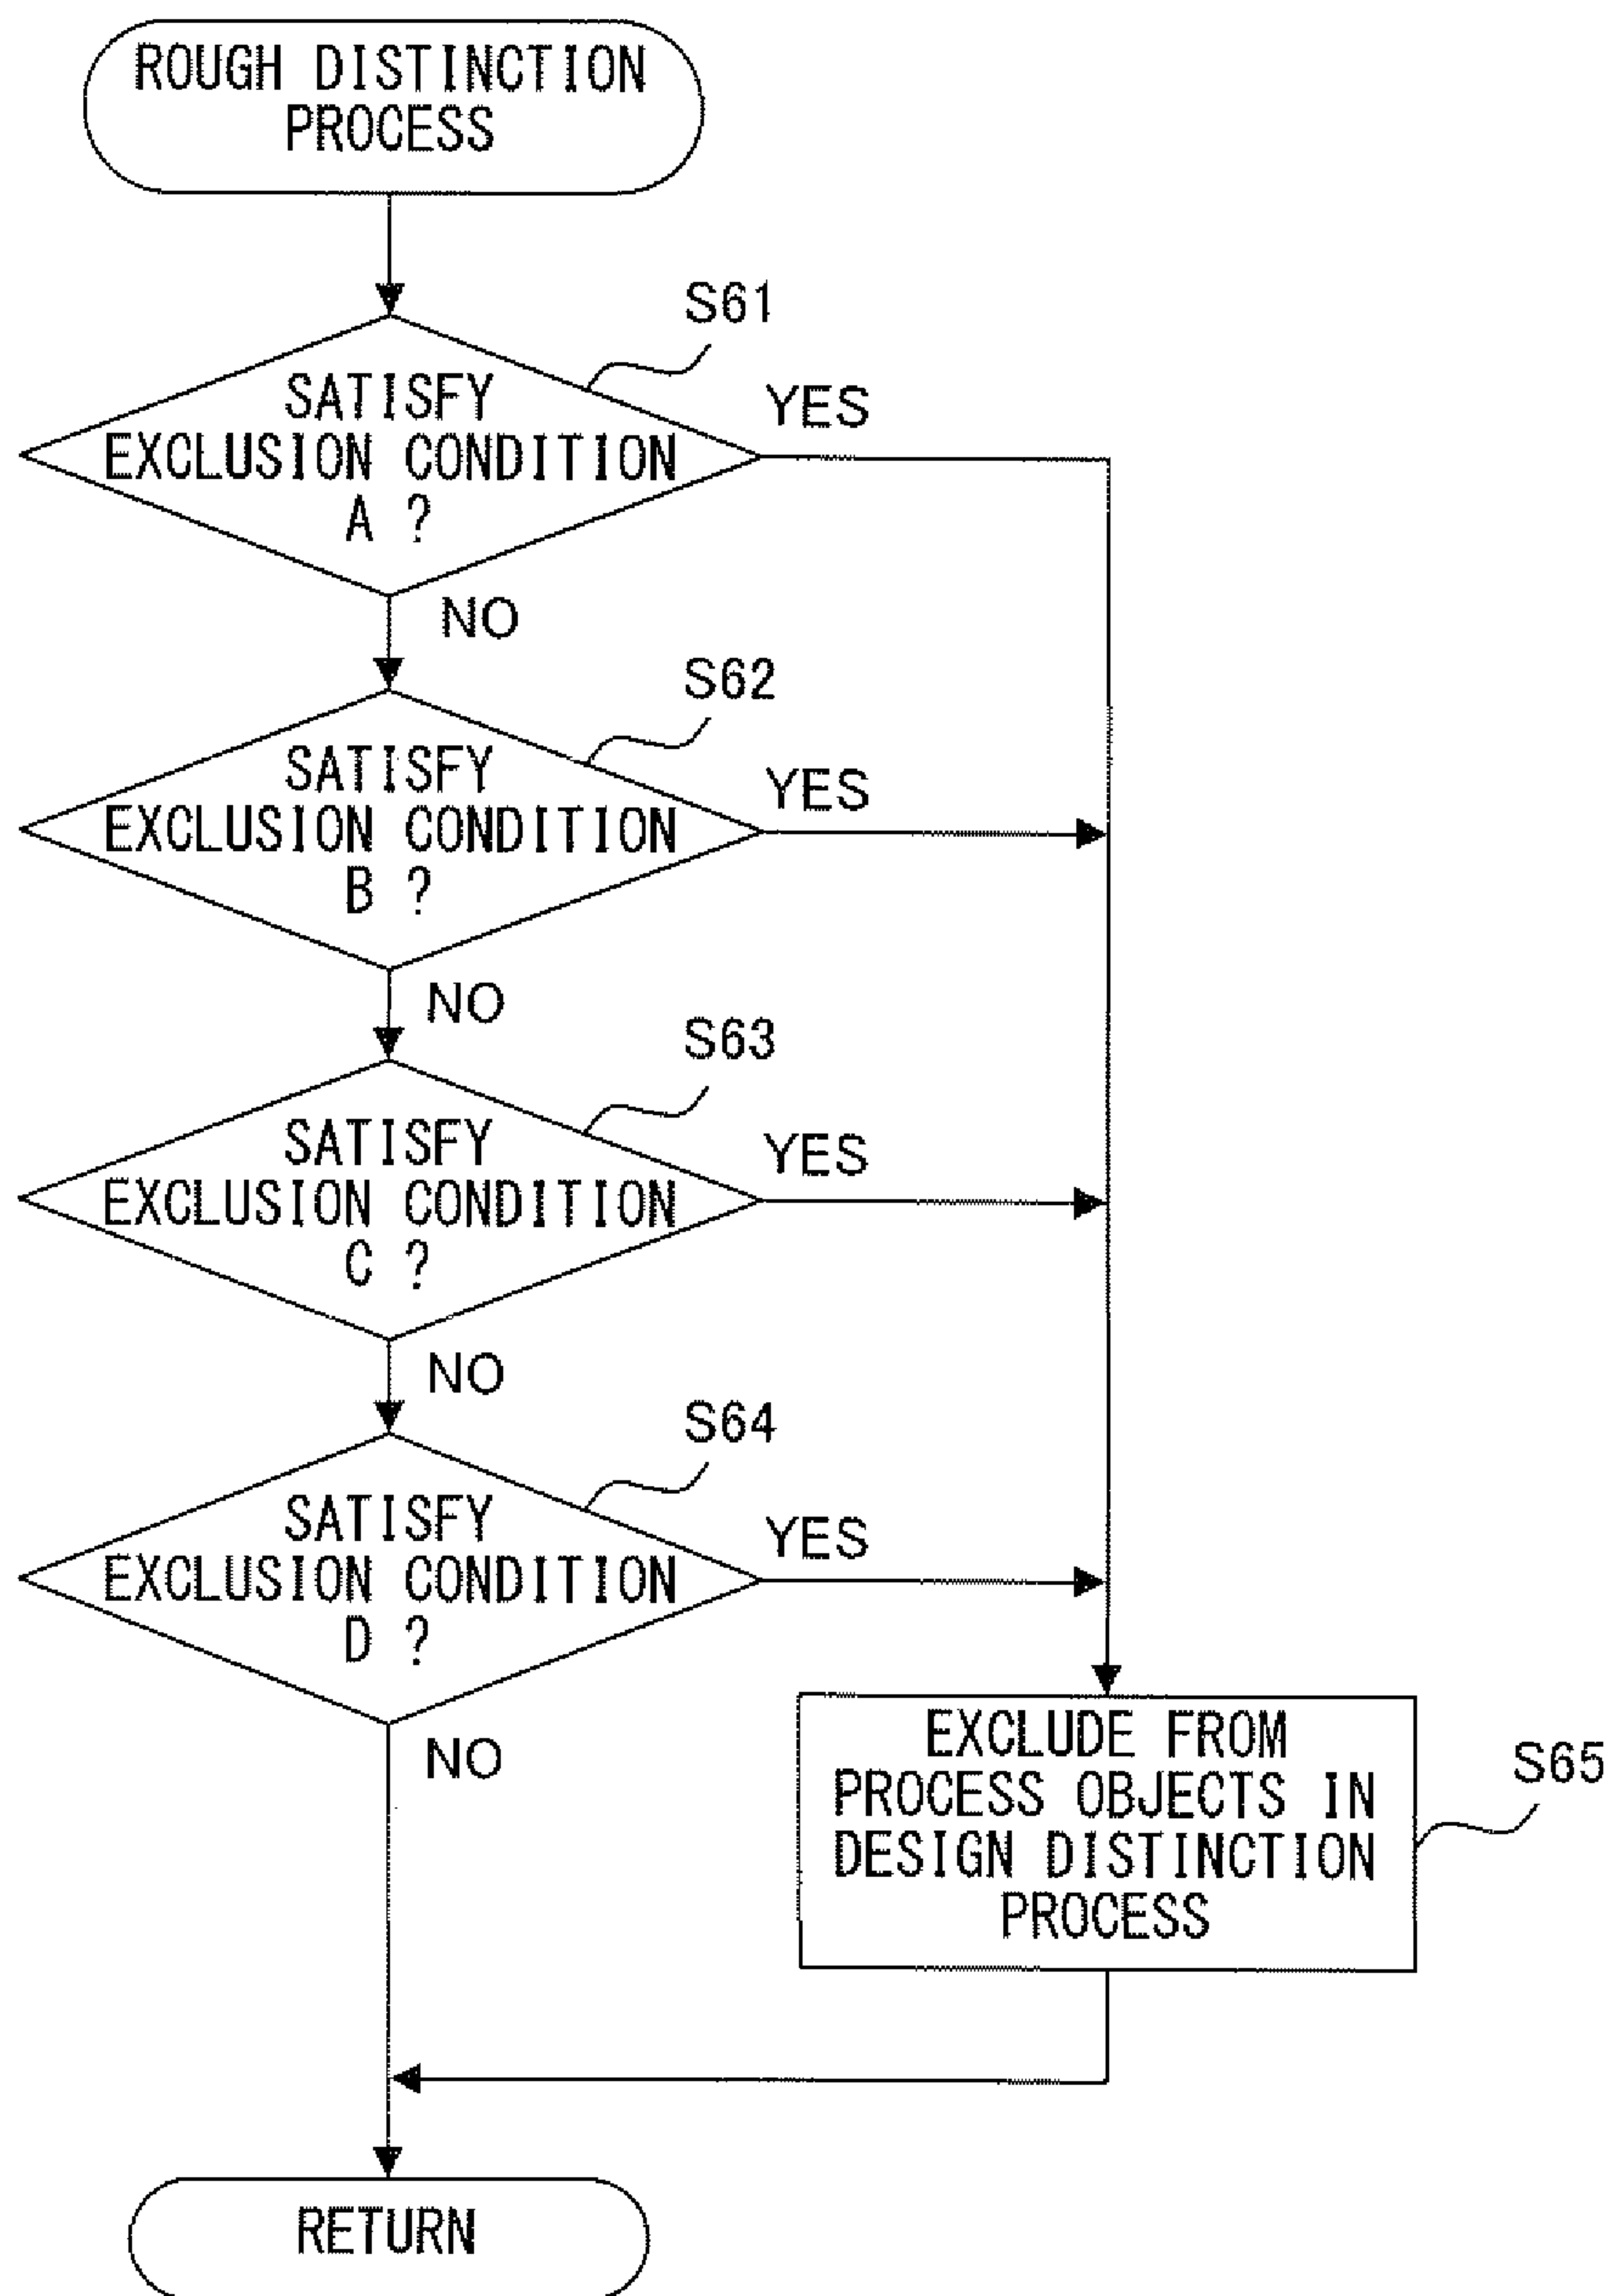 ROUGH DISTINCTION
PROCESS
S61
SATISFY
EXCLUSION CONDITION
A ?
YES
NO
S62
SATISFY
EXCLUSION CONDITION
B ?
YES
NO
S63
SATISFY
EXCLUSION CONDITION
C ?
YES
NO
S64
SATISFY
EXCLUSION CONDITION
D ?
YES
NO
EXCLUDE FROM
PROCESS OBJECTS IN
DESIGN DISTINCTION
PROCESS
S65
RETURN